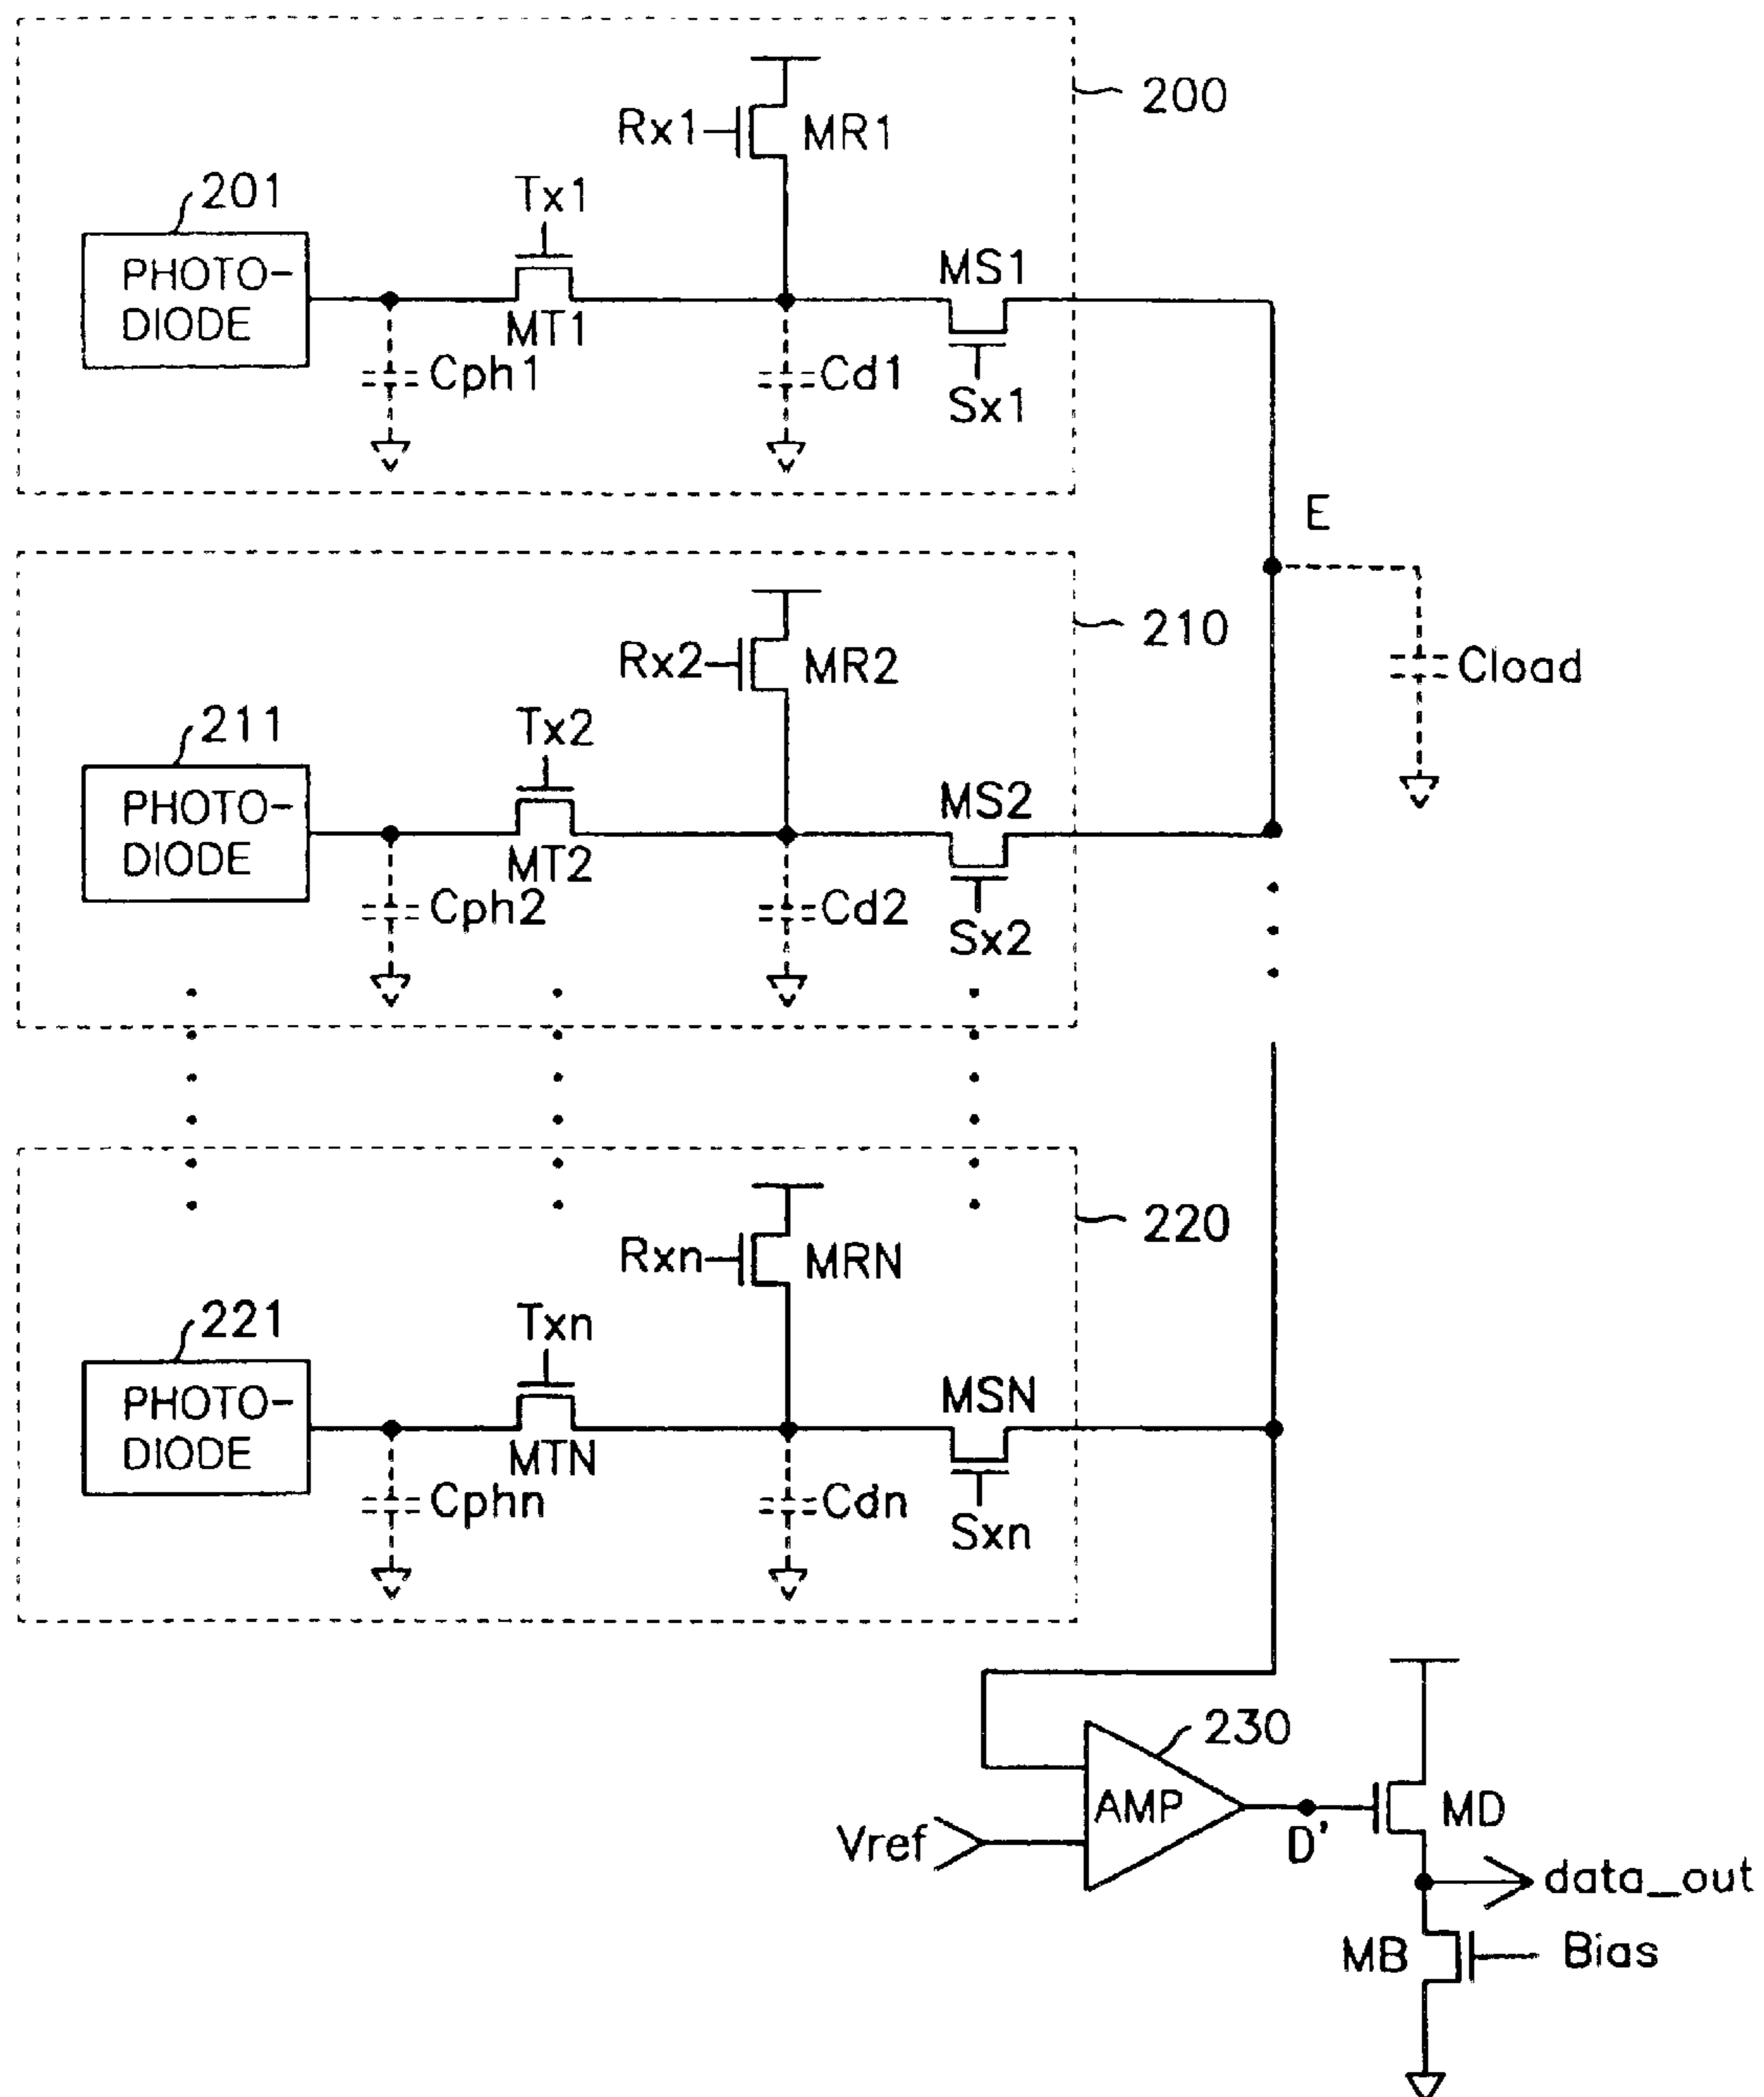 200
Rx1
MR1
201
Tx1
PHOTO-
DIODE
MT1
MS1
Cph1
Cd1
Sx1
E
210
Rx2
MR2
Cload
211
Tx2
PHOTO-
DIODE
MT2
MS2
Cph2
Cd2
Sx2
220
Rxn
MRN
221
Txn
PHOTO-
DIODE
MTN
MSN
Cphn
Cdn
Sxn
230
AMP
MD
Vref
D'
data_out
MB
Bias